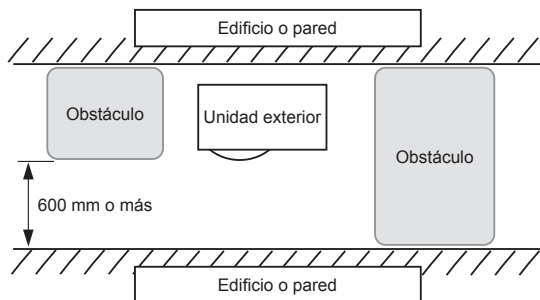 Edificio o pared
Obstáculo
Unidad exterior
Obstáculo
600 mm o más
Edificio o pared